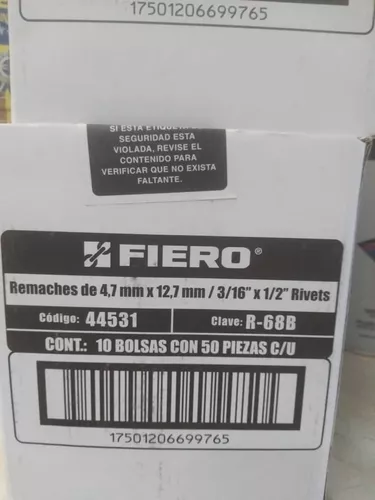 17501206699765
SI ESTA ETIQUETA DE
SEGURIDAD ESTA
VIOLADA, REVISE EL
CONTENIDO PARA
VERIFICAR QUE NO EXISTA
FALTANTE.
FIERO®
Remaches de 4,7 mm x 12,7 mm / 3/16" x 1/2" Rivets
Código: 44531 Clave: R-68B
CONT.: 10 BOLSAS CON 50 PIEZAS C/U
17501206699765